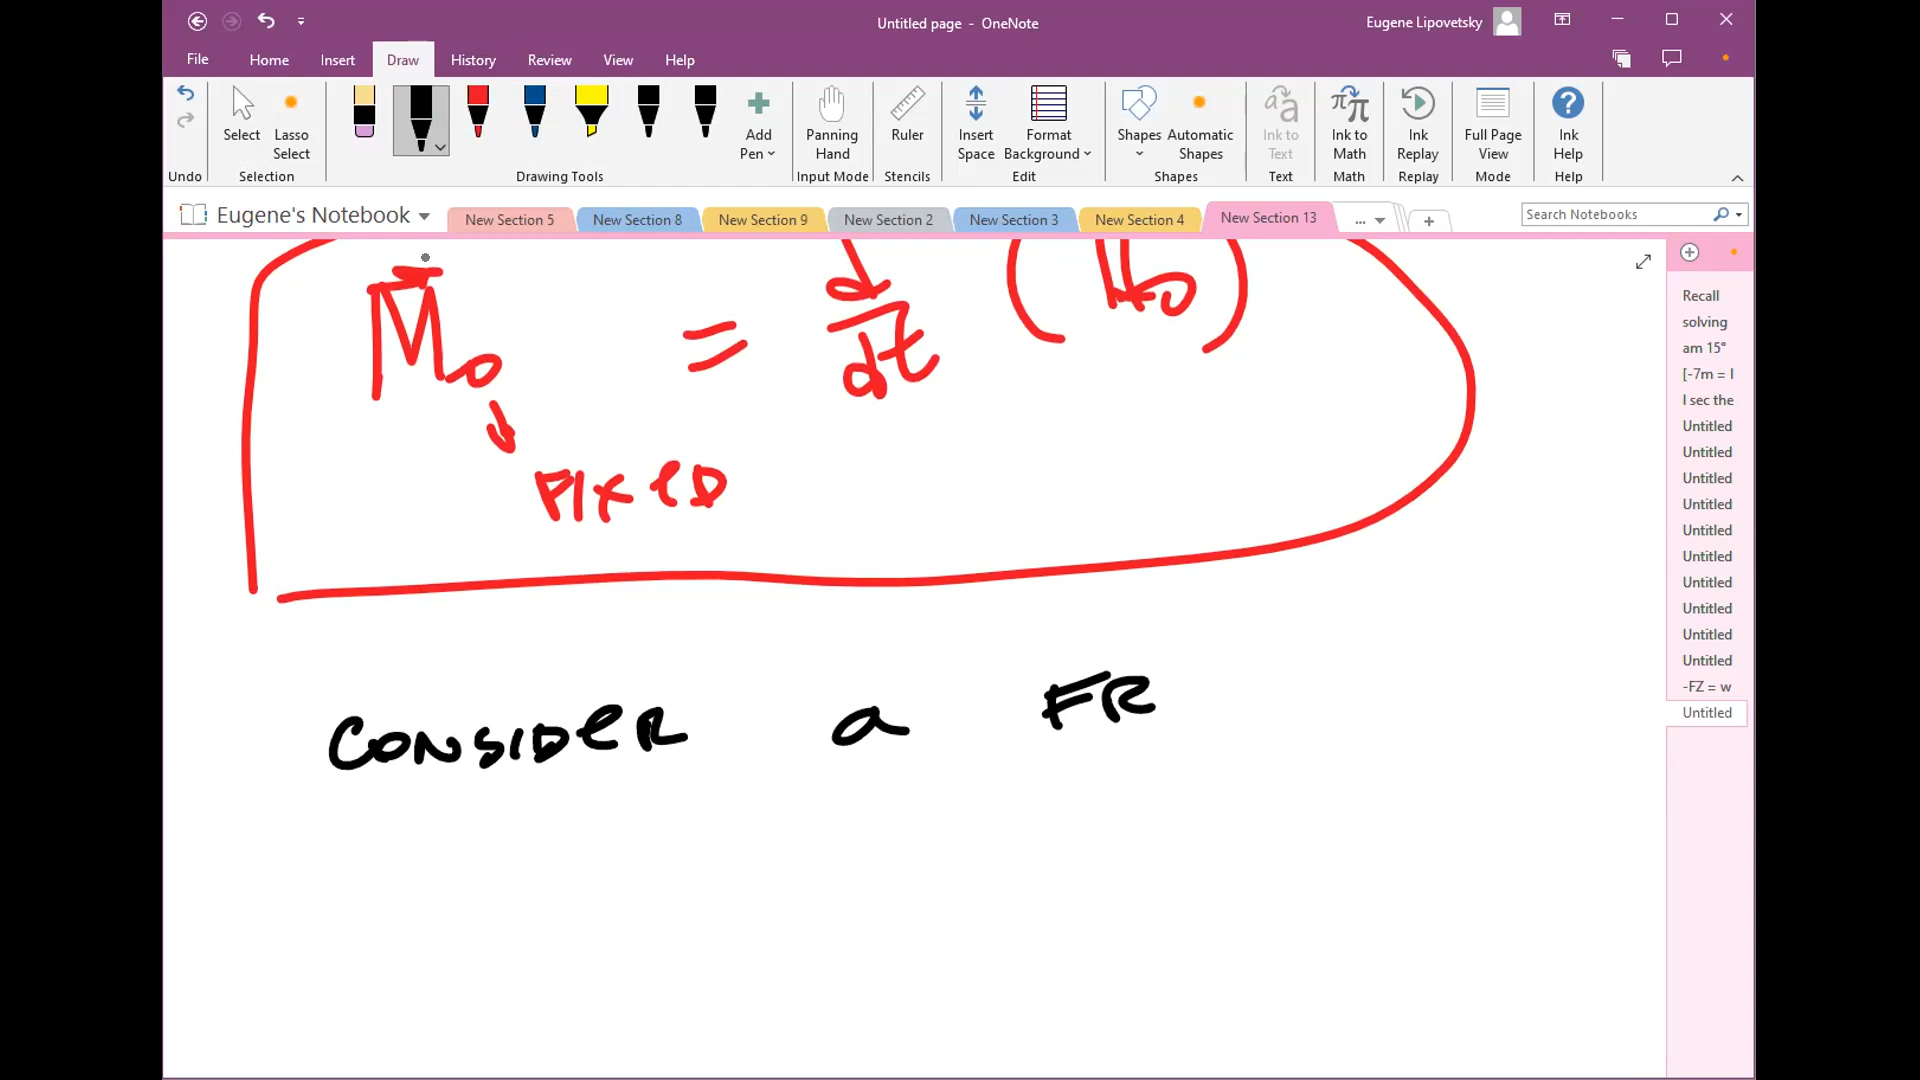 Untitled page - OneNote
Eugene Lipovetsky
File Home Insert Draw History Review View Help
Select
Lasso Select
Add Pen
Panning Hand
Ruler
Insert Space
Format Background
Shapes
Automatic Shapes
Ink to Text
Ink to Math
Ink Replay
Full Page View
Ink Help
Undo Selection Drawing Tools Input Mode Stencils Edit Shapes Text Math Replay Mode Help
Eugene's Notebook New Section 5 New Section 8 New Section 9 New Section 2 New Section 3 New Section 4 New Section 13 ... Search Notebooks
M⃗o = d/dt (Ho)
FIXED
CONSIDER a FR
Recall
solving
am 15°
[-7m = I
I sec the
Untitled
Untitled
Untitled
Untitled
Untitled
Untitled
Untitled
Untitled
Untitled
Untitled
-FZ = w
Untitled